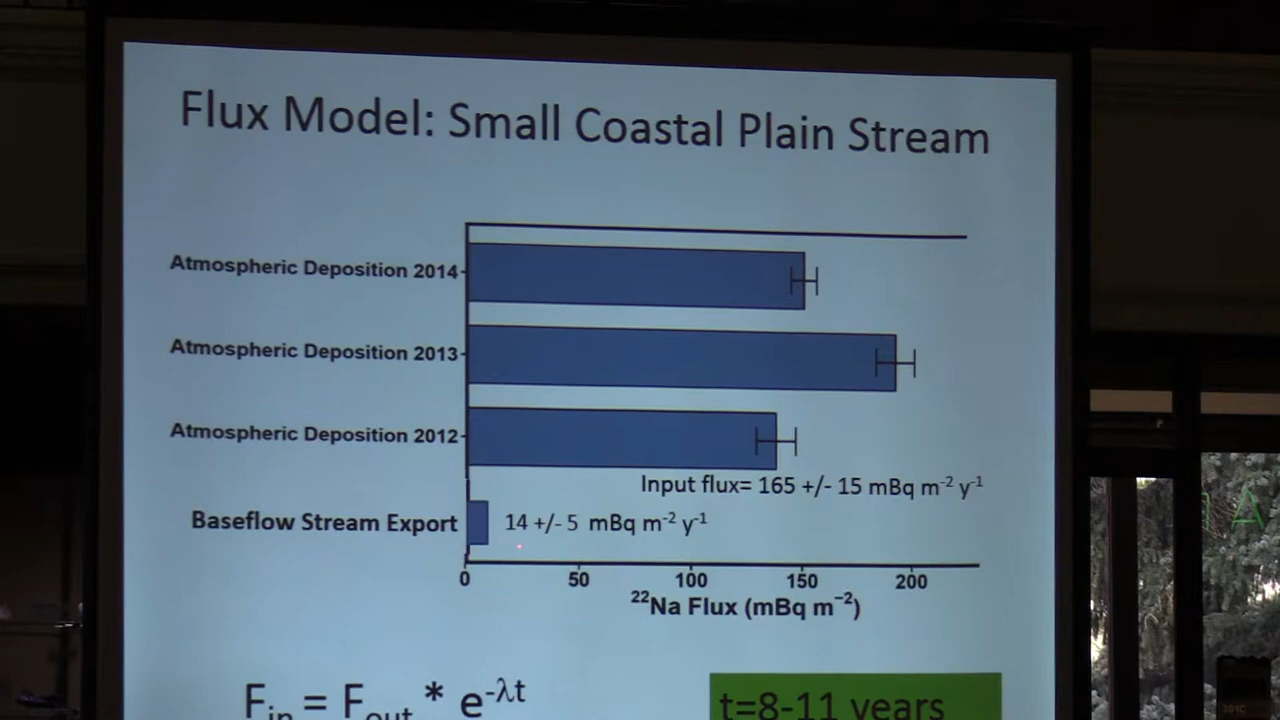 Flux Model: Small Coastal Plain Stream
Atmospheric Deposition 2014
Atmospheric Deposition 2013
Atmospheric Deposition 2012
Input flux= 165 +/- 15 mBq m⁻² y⁻¹
Baseflow Stream Export 14 +/- 5 mBq m⁻² y⁻¹
0 50 100 150 200
²²Na Flux (mBq m⁻²)
F_in = F_out * e^-λt
t=8-11 years